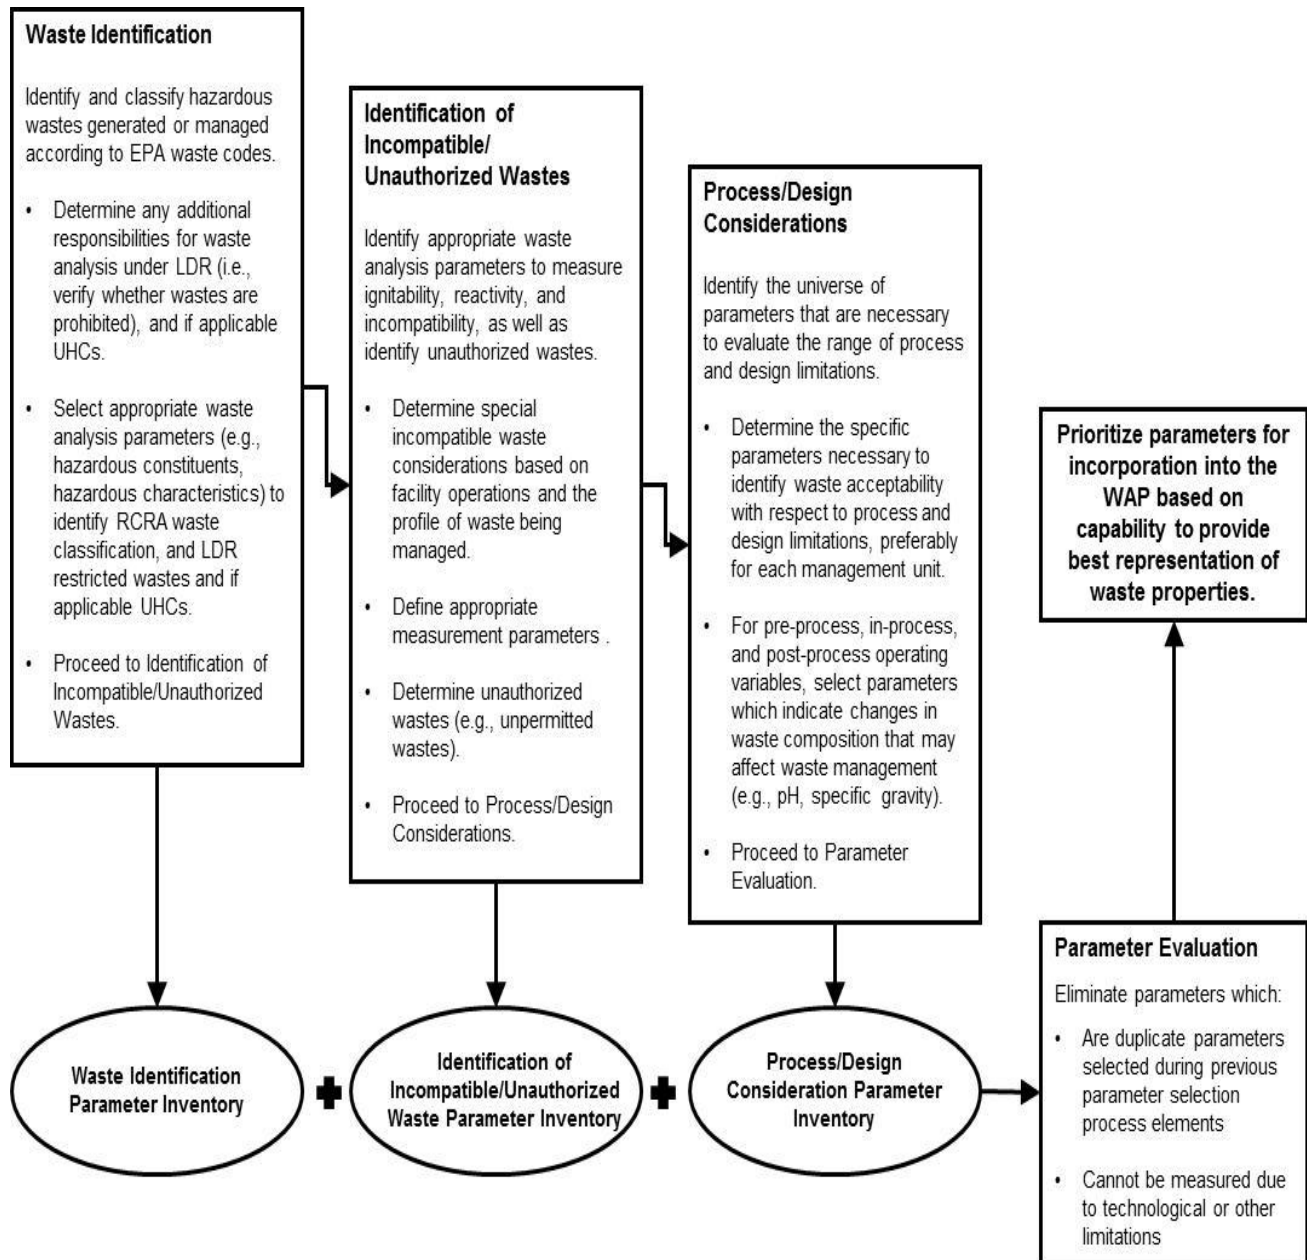 Waste Identification
Identify and classify hazardous
wastes generated or managed
according to EPA waste codes.
• Determine any additional
responsibilities for waste
analysis under LDR (i.e.,
verify whether wastes are
prohibited), and if applicable
UHCs.
• Select appropriate waste
analysis parameters (e.g.,
hazardous constituents,
hazardous characteristics) to
identify RCRA waste
classification, and LDR
restricted wastes and if
applicable UHCs.
• Proceed to Identification of
Incompatible/Unauthorized
Wastes.
Identification of
Incompatible/
Unauthorized Wastes
Identify appropriate waste
analysis parameters to measure
ignitability, reactivity, and
incompatibility, as well as
identify unauthorized wastes.
• Determine special
incompatible waste
considerations based on
facility operations and the
profile of waste being
managed.
• Define appropriate
measurement parameters .
• Determine unauthorized
wastes (e.g., unpermitted
wastes).
• Proceed to Process/Design
Considerations.
Process/Design
Considerations
Identify the universe of
parameters that are necessary
to evaluate the range of process
and design limitations.
• Determine the specific
parameters necessary to
identify waste acceptability
with respect to process and
design limitations, preferably
for each management unit.
• For pre-process, in-process,
and post-process operating
variables, select parameters
which indicate changes in
waste composition that may
affect waste management
(e.g., pH, specific gravity).
• Proceed to Parameter
Evaluation.
Waste Identification
Parameter Inventory
Identification of
Incompatible/Unauthorized
Waste Parameter Inventory
Process/Design
Consideration Parameter
Inventory
Parameter Evaluation
Eliminate parameters which:
• Are duplicate parameters
selected during previous
parameter selection
process elements
• Cannot be measured due
to technological or other
limitations
Prioritize parameters for
incorporation into the
WAP based on
capability to provide
best representation of
waste properties.